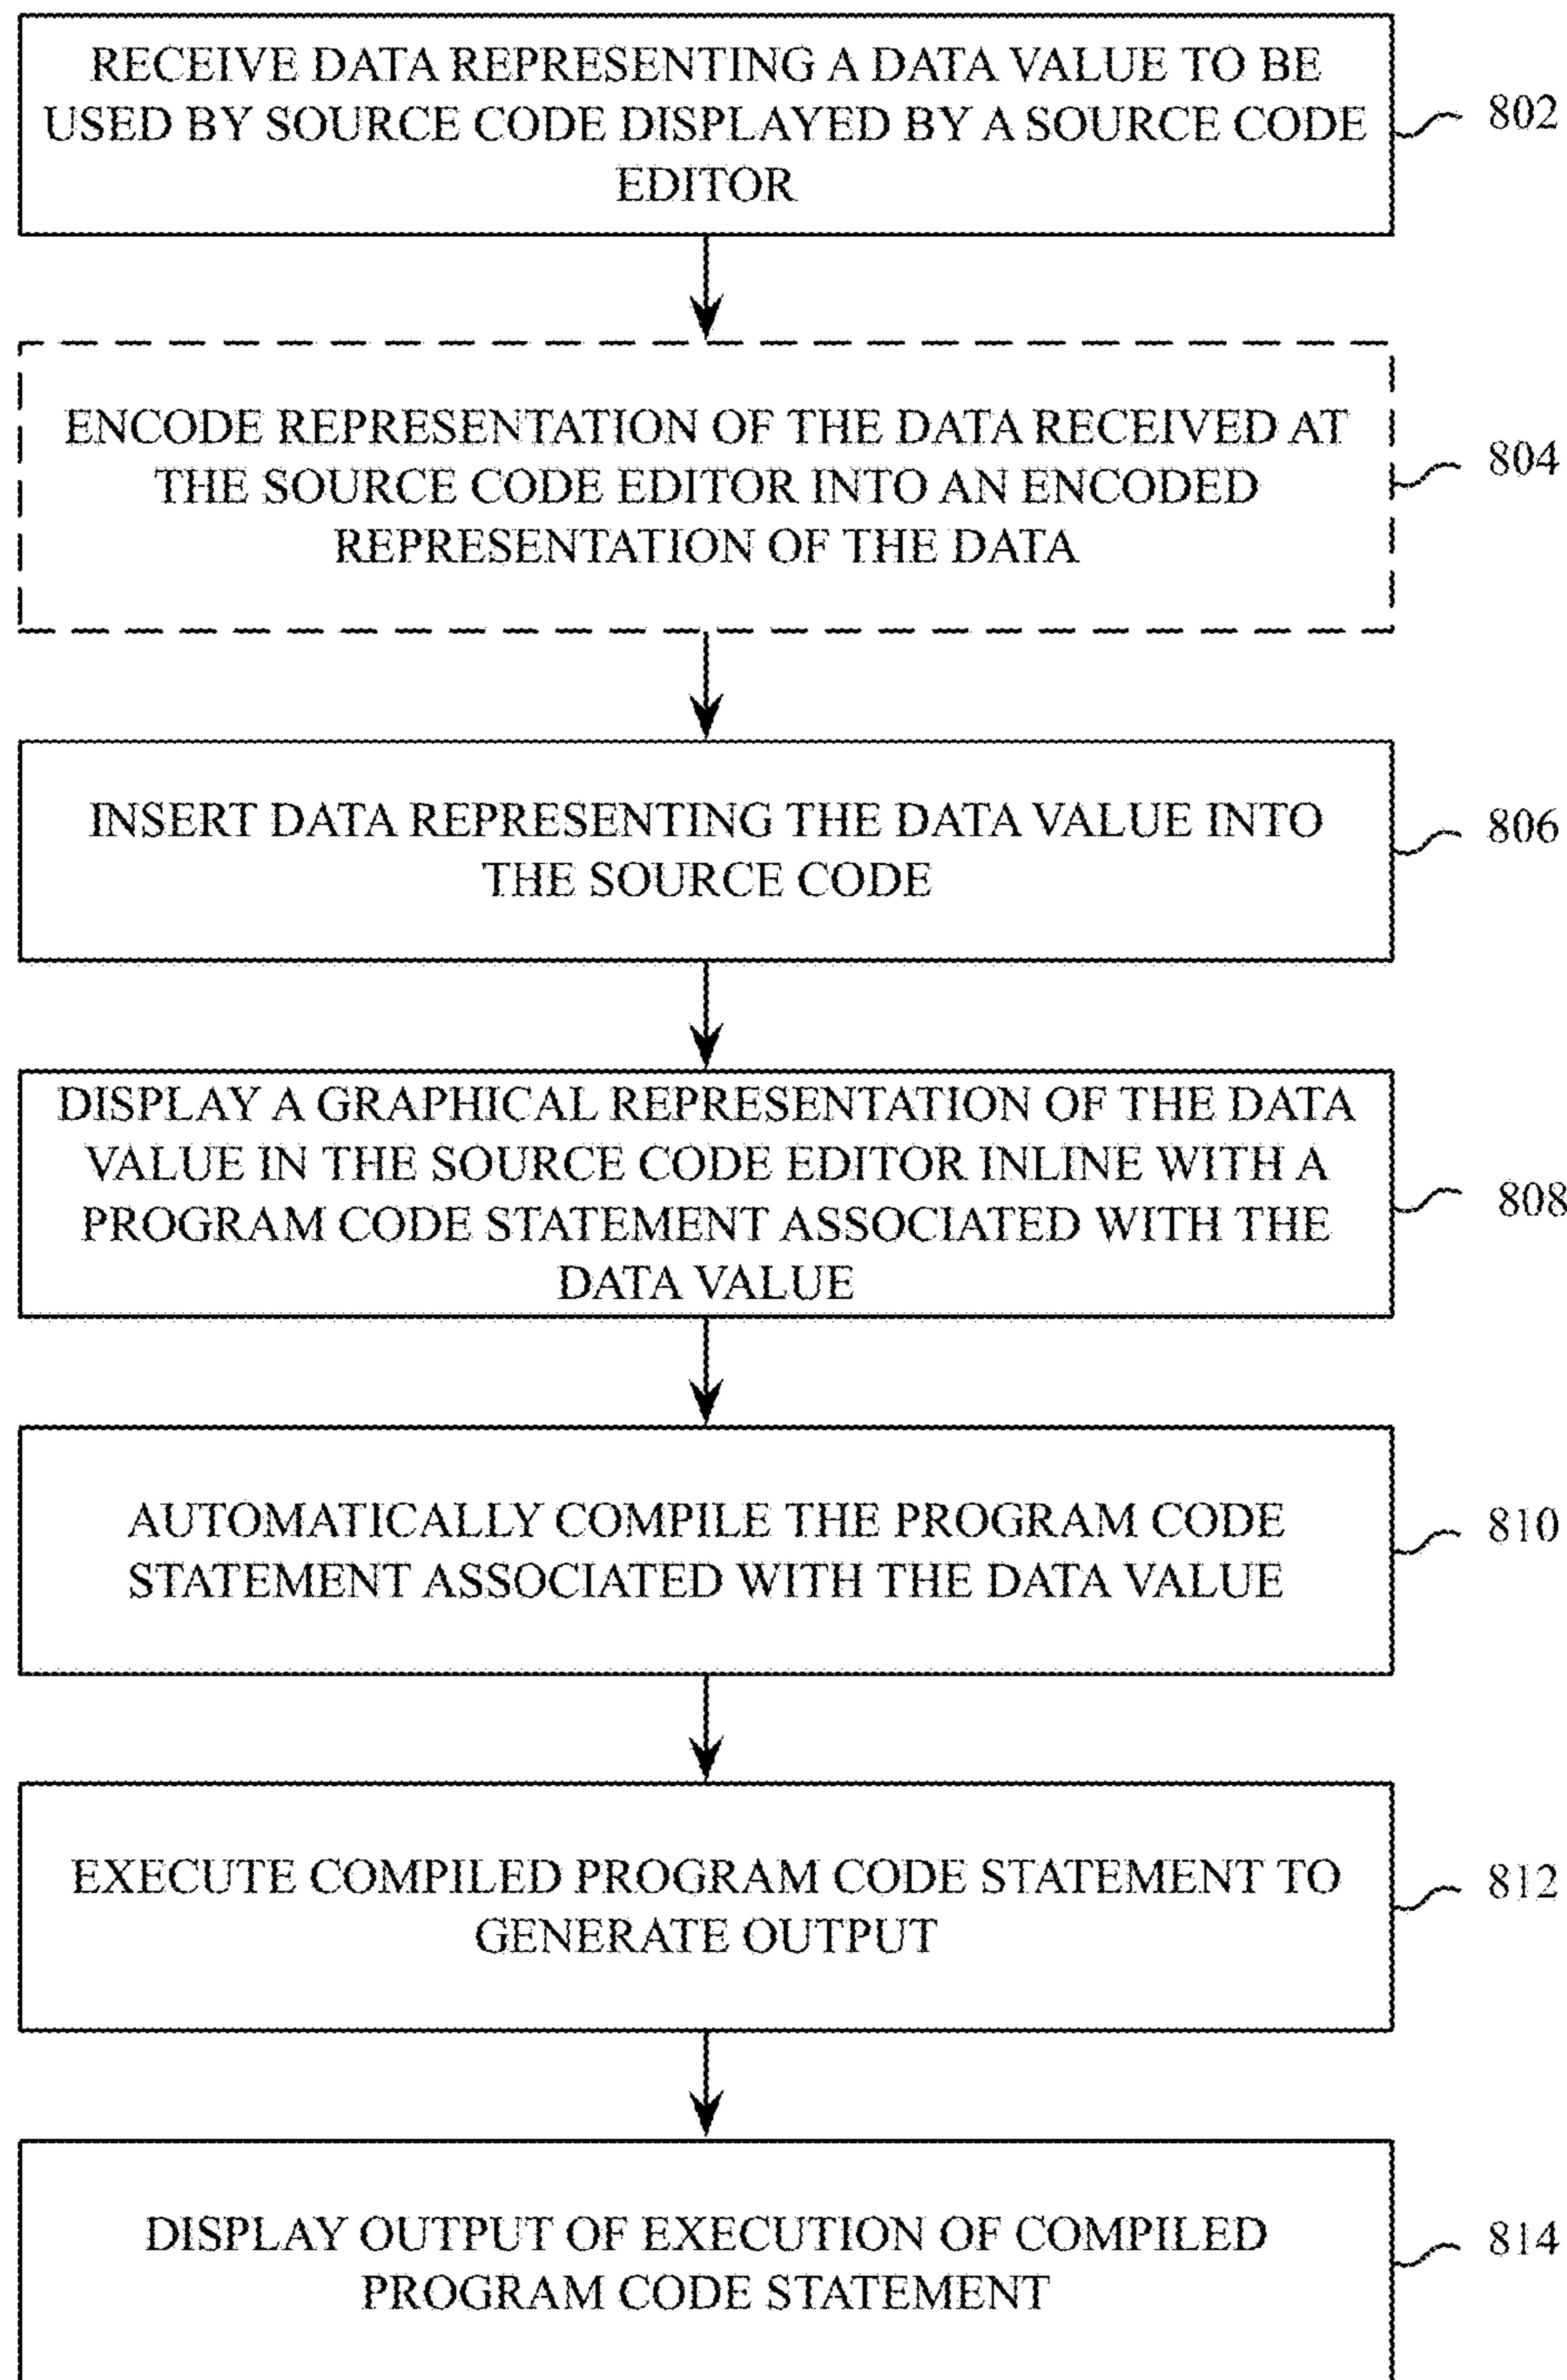 RECEIVE DATA REPRESENTING A DATA VALUE TO BE
USED BY SOURCE CODE DISPLAYED BY A SOURCE CODE
EDITOR
802
ENCODE REPRESENTATION OF THE DATA RECEIVED AT
THE SOURCE CODE EDITOR INTO AN ENCODED
REPRESENTATION OF THE DATA
804
INSERT DATA REPRESENTING THE DATA VALUE INTO
THE SOURCE CODE
806
DISPLAY A GRAPHICAL REPRESENTATION OF THE DATA
VALUE IN THE SOURCE CODE EDITOR INLINE WITH A
PROGRAM CODE STATEMENT ASSOCIATED WITH THE
DATA VALUE
808
AUTOMATICALLY COMPILE THE PROGRAM CODE
STATEMENT ASSOCIATED WITH THE DATA VALUE
810
EXECUTE COMPILED PROGRAM CODE STATEMENT TO
GENERATE OUTPUT
812
DISPLAY OUTPUT OF EXECUTION OF COMPILED
PROGRAM CODE STATEMENT
814